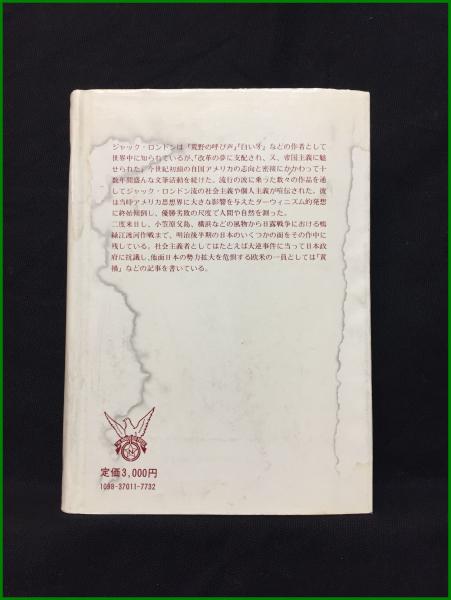 ジャック・ロンドンは『荒野の呼び声』『白い牙』などの作者として
世界中に知られているが、「改革の夢に支配され、又、帝国主義に魅
せられた」今世紀初頭の自国アメリカの志向と密接にかかわって十
数年間盛んな文筆活動を続けた。流行の波に乗った数々の作品を通
してジャック・ロンドン流の社会主義や個人主義が喧伝された。彼
は当時アメリカ思想界に大きな影響を与えたダーウィニズム的発想
に終始傾倒し、優勝劣敗の尺度で人間や自然を測った。
二度来日し、小笠原父島、横浜などの風物から日露戦争における鴨
緑江渡河作戦まで、明治後半期の日本のいくつかの面をその作中に
残している。社会主義者としてはたとえば大逆事件に当って日本政
府に抗議し、他面日本の勢力拡大を危惧する欧米の一員としては「黄
禍」などの記事を書いている。
定価3,000円
1098-37011-7732